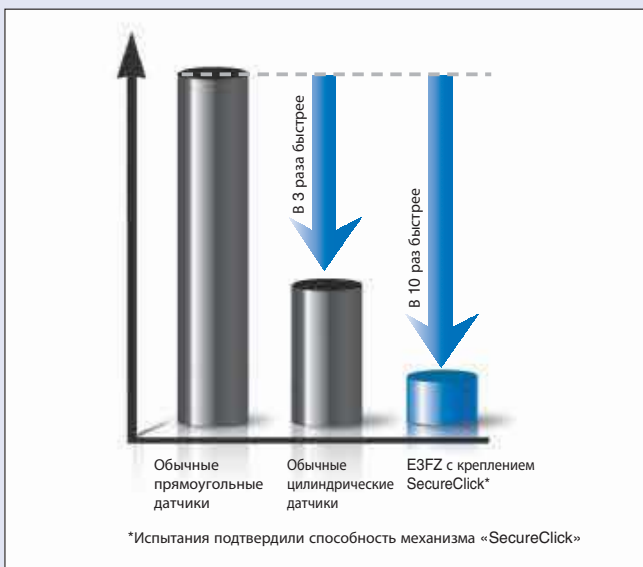 В 3 раза быстрее
В 10 раз быстрее
Обычные
прямоугольные
датчики
Обычные
цилиндрические
датчики
E3FZ с креплением
SecureClick*
*Испытания подтвердили способность механизма «SecureClick»